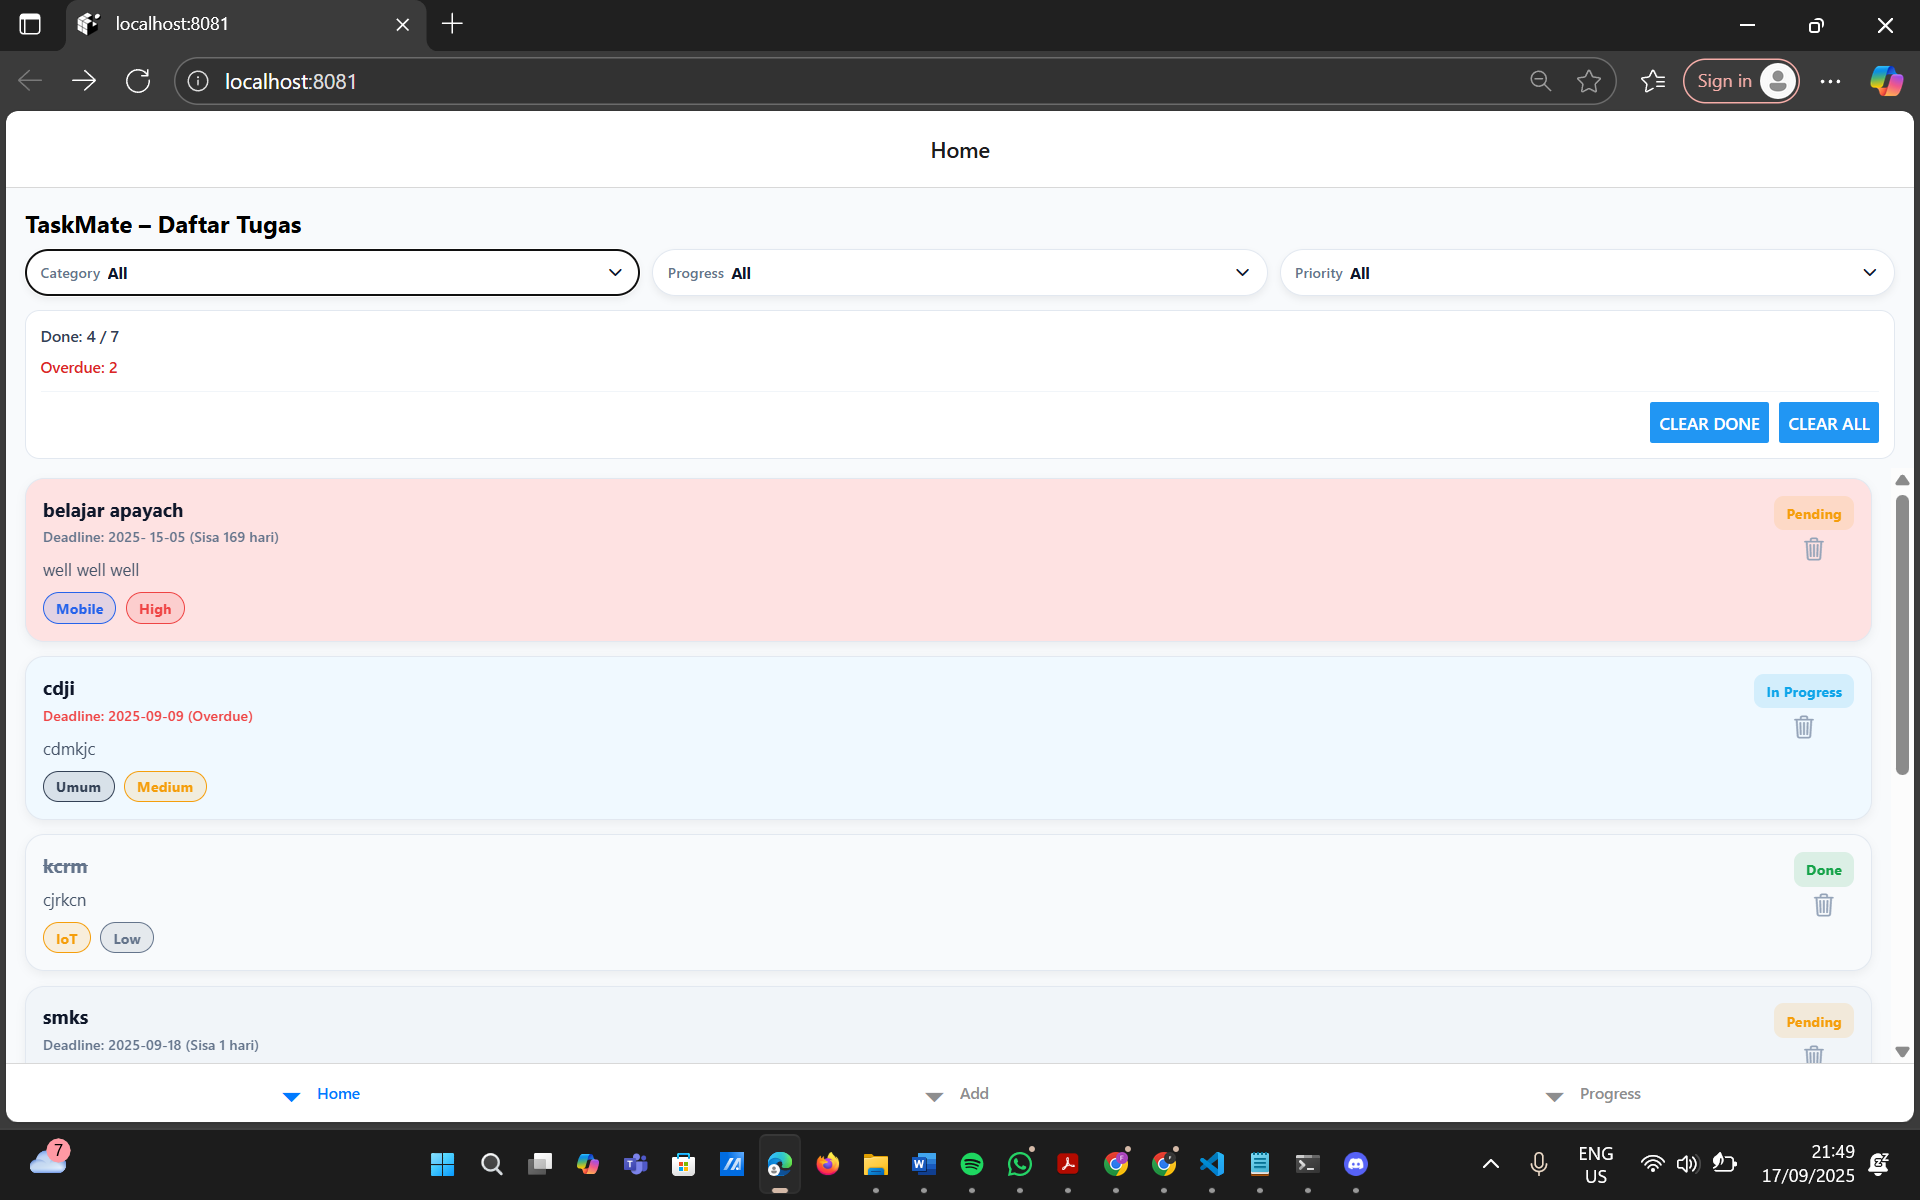 localhost:8081
localhost:8081
Sign in
Home
TaskMate – Daftar Tugas
Category All
Progress All
Priority All
Done: 4 / 7
Overdue: 2
CLEAR DONE
CLEAR ALL
belajar apayach
Pending
Deadline: 2025- 15-05 (Sisa 169 hari)
well well well
Mobile
High
cdji
In Progress
Deadline: 2025-09-09 (Overdue)
cdmkjc
Umum
Medium
kcrm
Done
cjrkcn
IoT
Low
smks
Pending
Deadline: 2025-09-18 (Sisa 1 hari)
Home
Add
Progress
7
ENG
US
21:49
17/09/2025